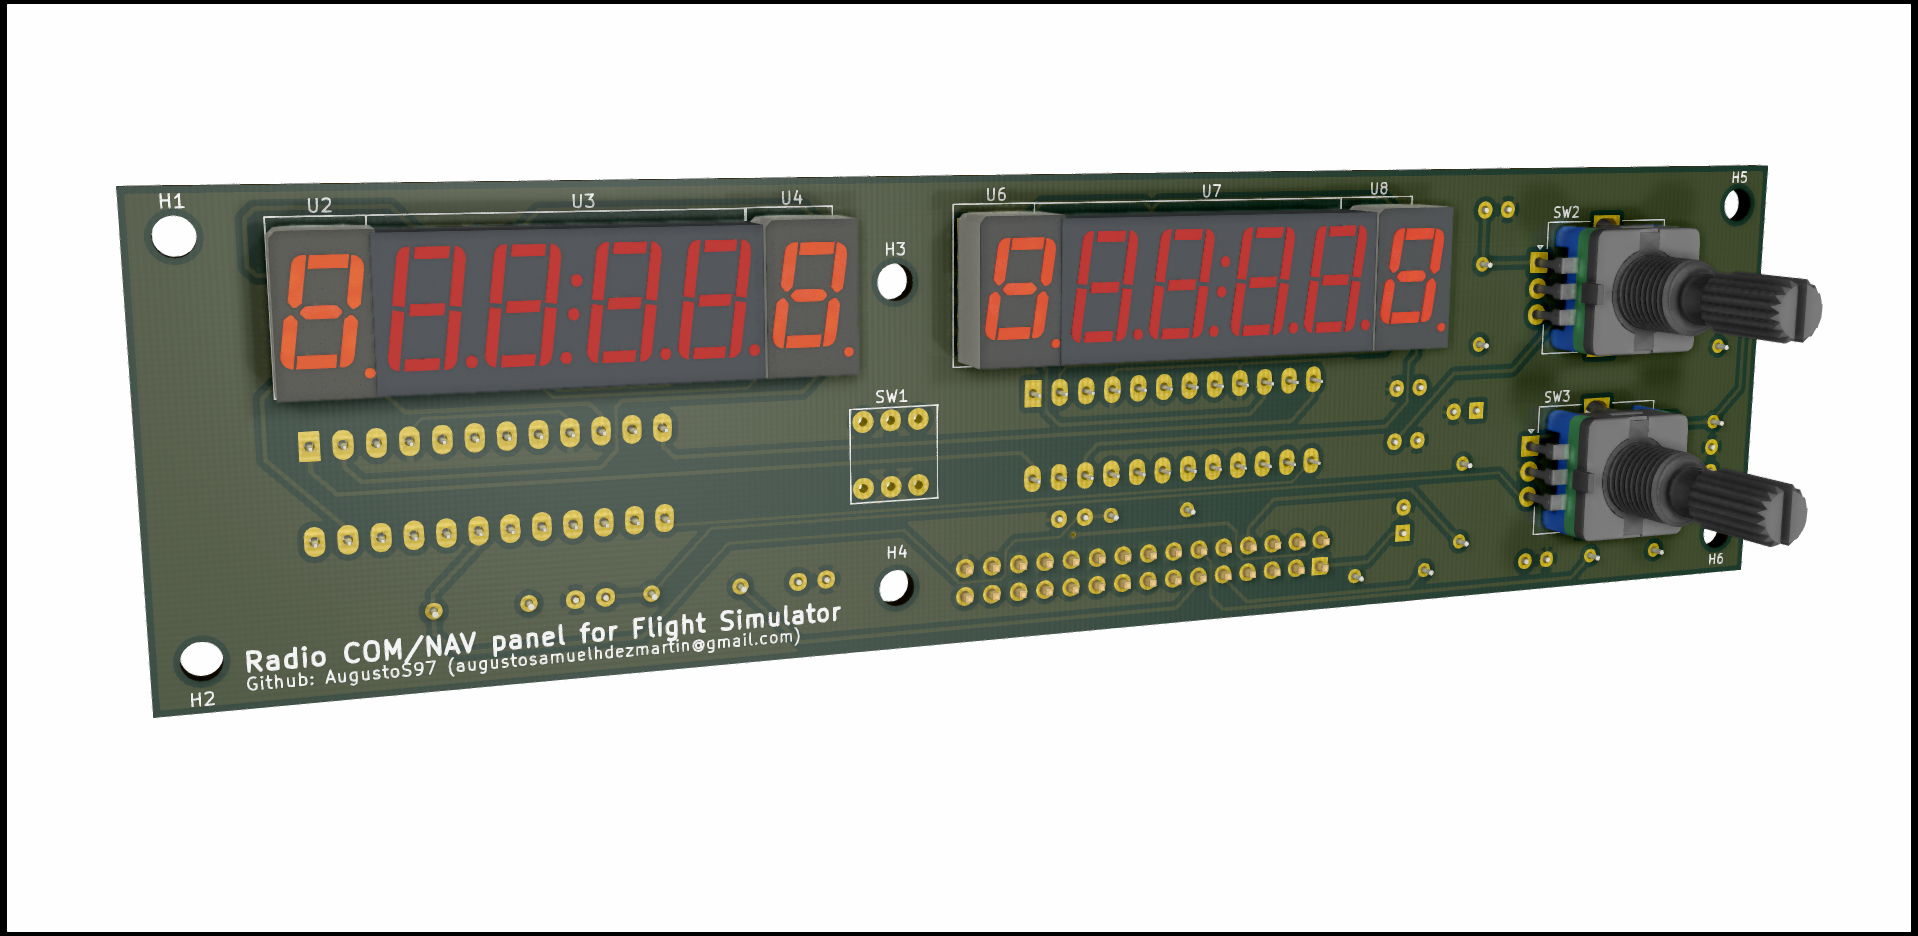 H1
U2
U3
U4
H3
U6
U7
U8
SW2
H5
SW1
SW3
H4
H6
Radio COM/NAV panel for Flight Simulator
Github: AugustoS97 (augustosamuelhdezmartin@gmail.com)
H2